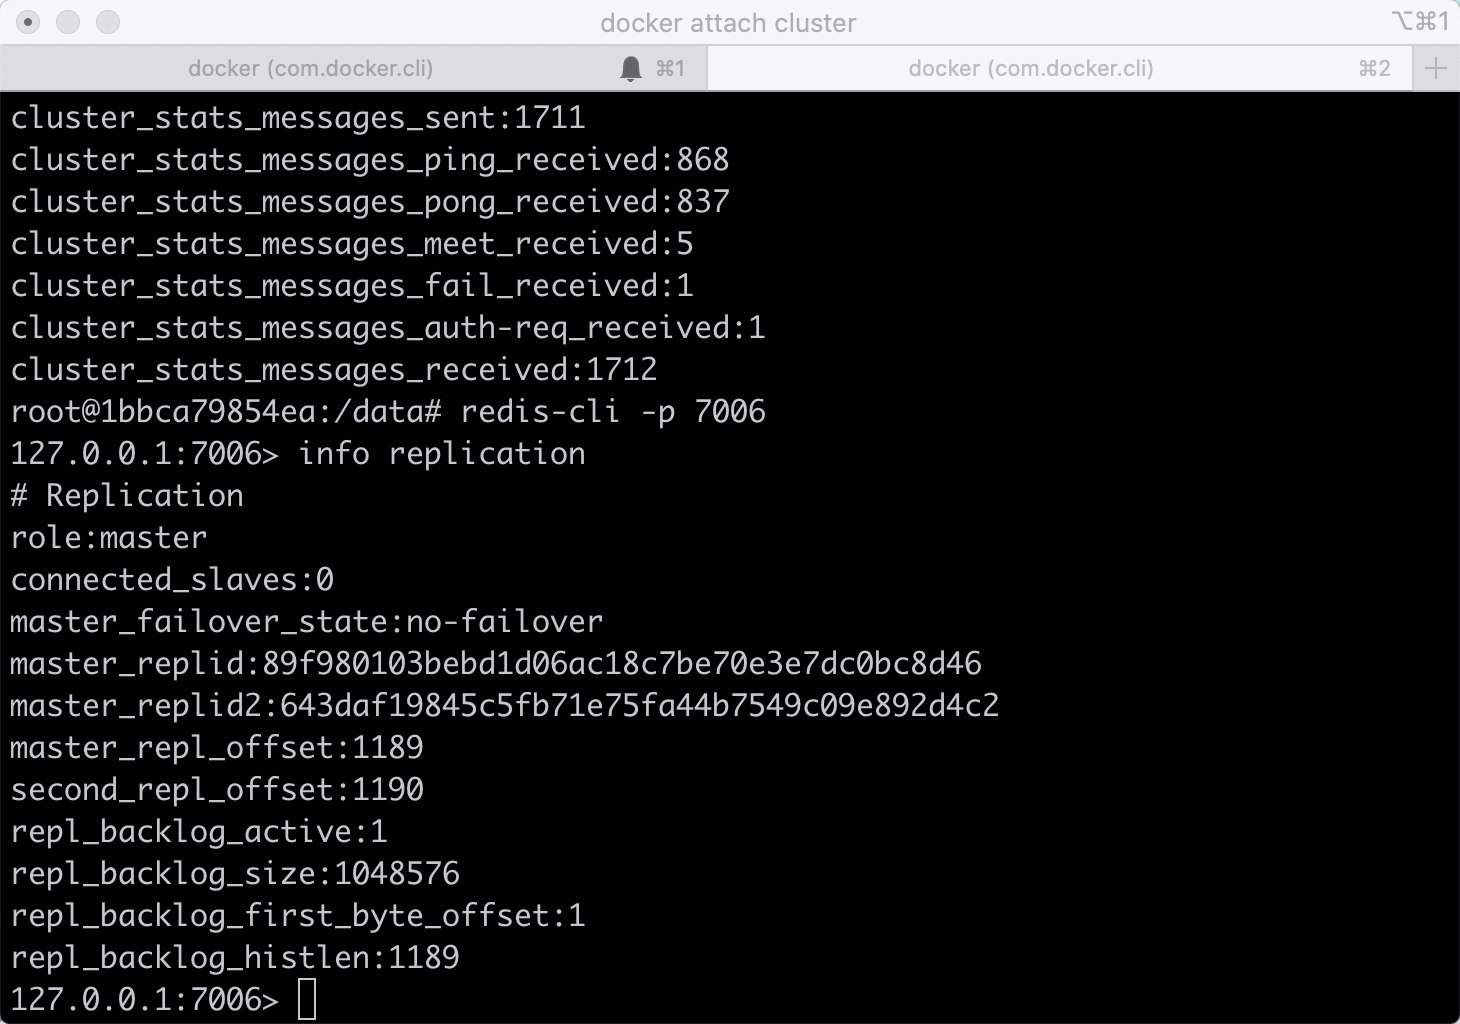 docker attach cluster
⌥⌘1
docker (com.docker.cli)
⌘1
docker (com.docker.cli)
⌘2
cluster_stats_messages_sent:1711
cluster_stats_messages_ping_received:868
cluster_stats_messages_pong_received:837
cluster_stats_messages_meet_received:5
cluster_stats_messages_fail_received:1
cluster_stats_messages_auth-req_received:1
cluster_stats_messages_received:1712
root@1bbca79854ea:/data# redis-cli -p 7006
127.0.0.1:7006> info replication
# Replication
role:master
connected_slaves:0
master_failover_state:no-failover
master_replid:89f980103bebd1d06ac18c7be70e3e7dc0bc8d46
master_replid2:643daf19845c5fb71e75fa44b7549c09e892d4c2
master_repl_offset:1189
second_repl_offset:1190
repl_backlog_active:1
repl_backlog_size:1048576
repl_backlog_first_byte_offset:1
repl_backlog_histlen:1189
127.0.0.1:7006>